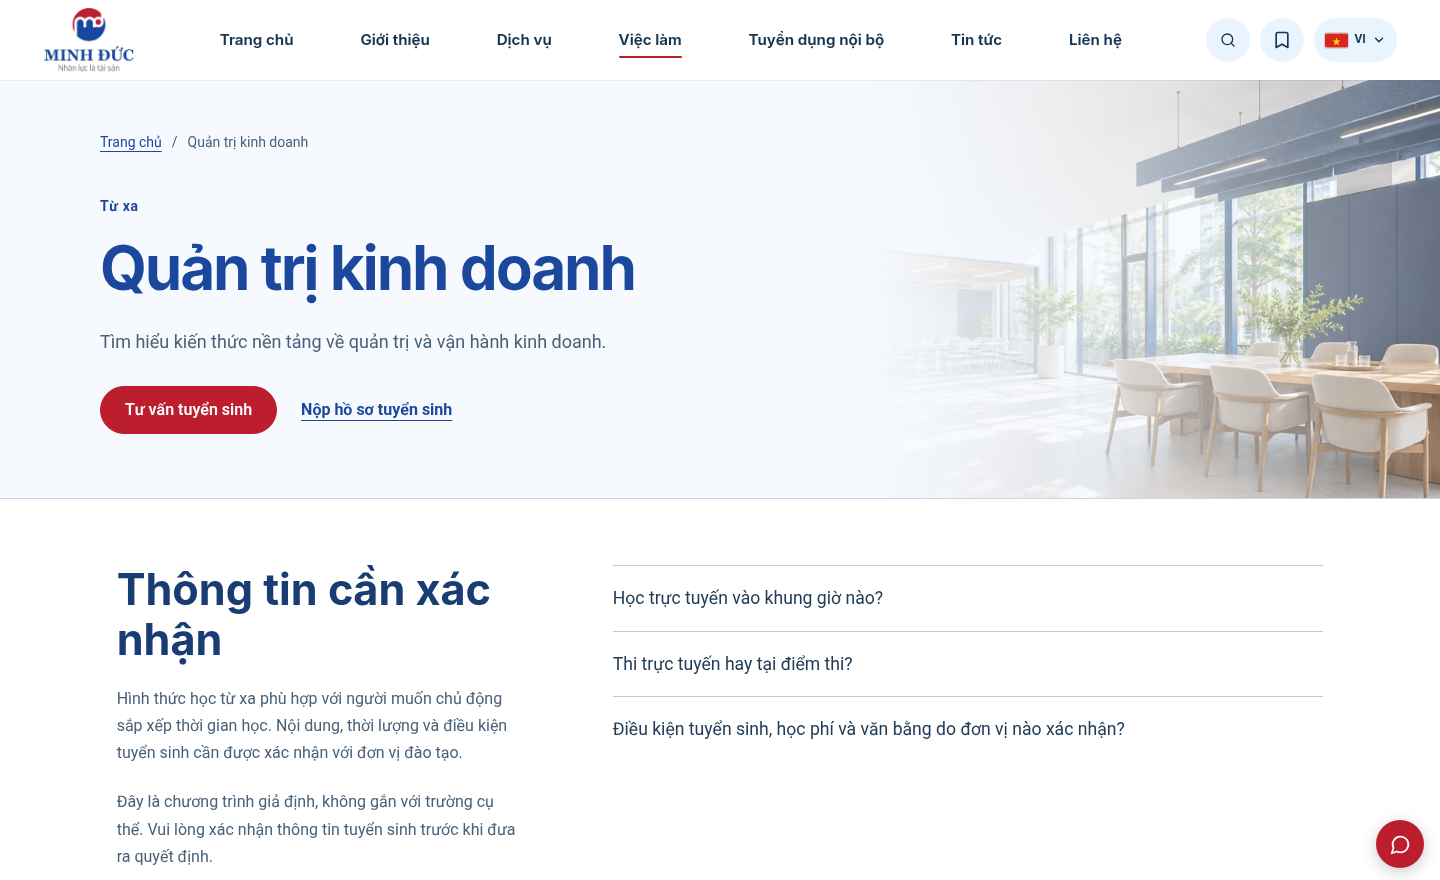 MINH ĐỨC
Nhân lực là tài sản
Trang chủ
Giới thiệu
Dịch vụ
Việc làm
Tuyển dụng nội bộ
Tin tức
Liên hệ
VI
Trang chủ / Quản trị kinh doanh
Từ xa
Quản trị kinh doanh
Tìm hiểu kiến thức nền tảng về quản trị và vận hành kinh doanh.
Tư vấn tuyển sinh
Nộp hồ sơ tuyển sinh
Thông tin cần xác
nhận
Hình thức học từ xa phù hợp với người muốn chủ động
sắp xếp thời gian học. Nội dung, thời lượng và điều kiện
tuyển sinh cần được xác nhận với đơn vị đào tạo.
Đây là chương trình giả định, không gắn với trường cụ
thể. Vui lòng xác nhận thông tin tuyển sinh trước khi đưa
ra quyết định.
Học trực tuyến vào khung giờ nào?
Thi trực tuyến hay tại điểm thi?
Điều kiện tuyển sinh, học phí và văn bằng do đơn vị nào xác nhận?